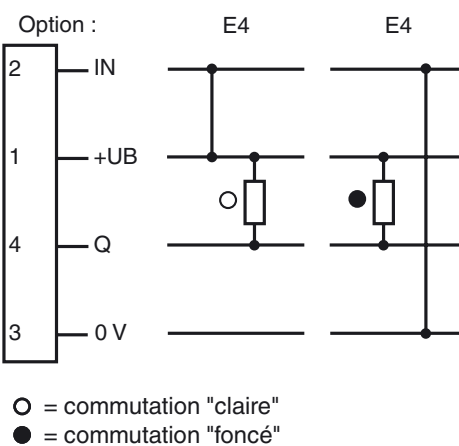 Option : E4 E4
2 IN
1 +UB
4 Q
3 0 V
= commutation "claire"
= commutation "foncé"